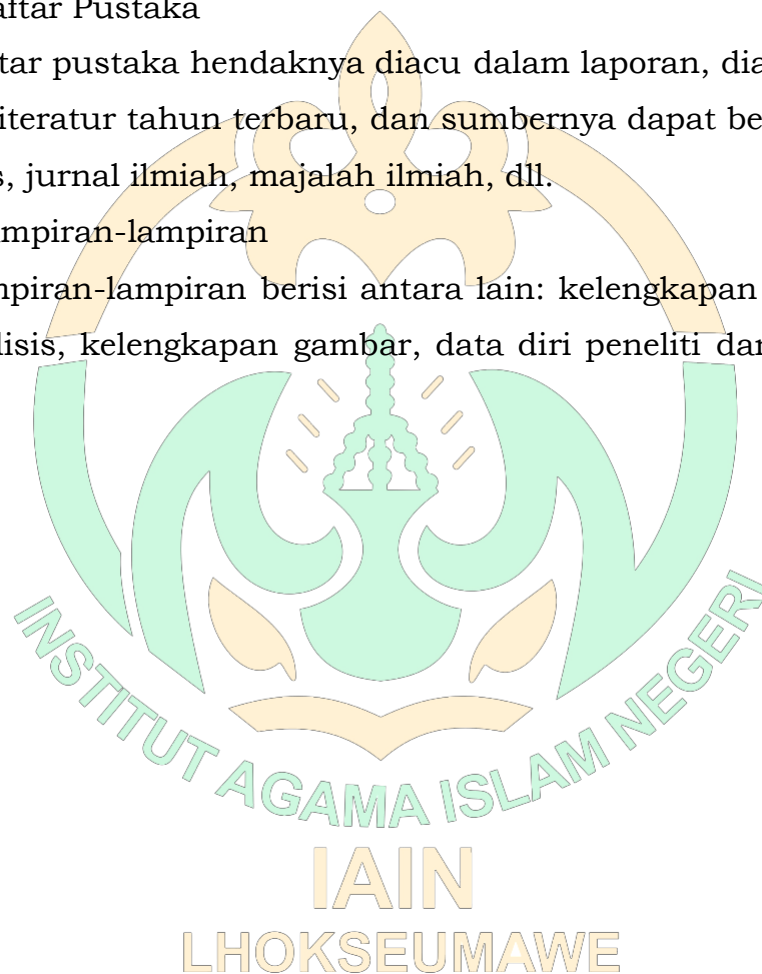 aftar Pustaka
tar pustaka hendaknya diacu dalam laporan, dia
iteratur tahun terbaru, dan sumbernya dapat be
s, jurnal ilmiah, majalah ilmiah, dll.
mpiran-lampiran
npiran-lampiran berisi antara lain: kelengkapan
lisis, kelengkapan gambar, data diri peneliti dar
INSTITUT AGAMA ISLAM NEGERI
IAIN
LHOKSEUMAWE